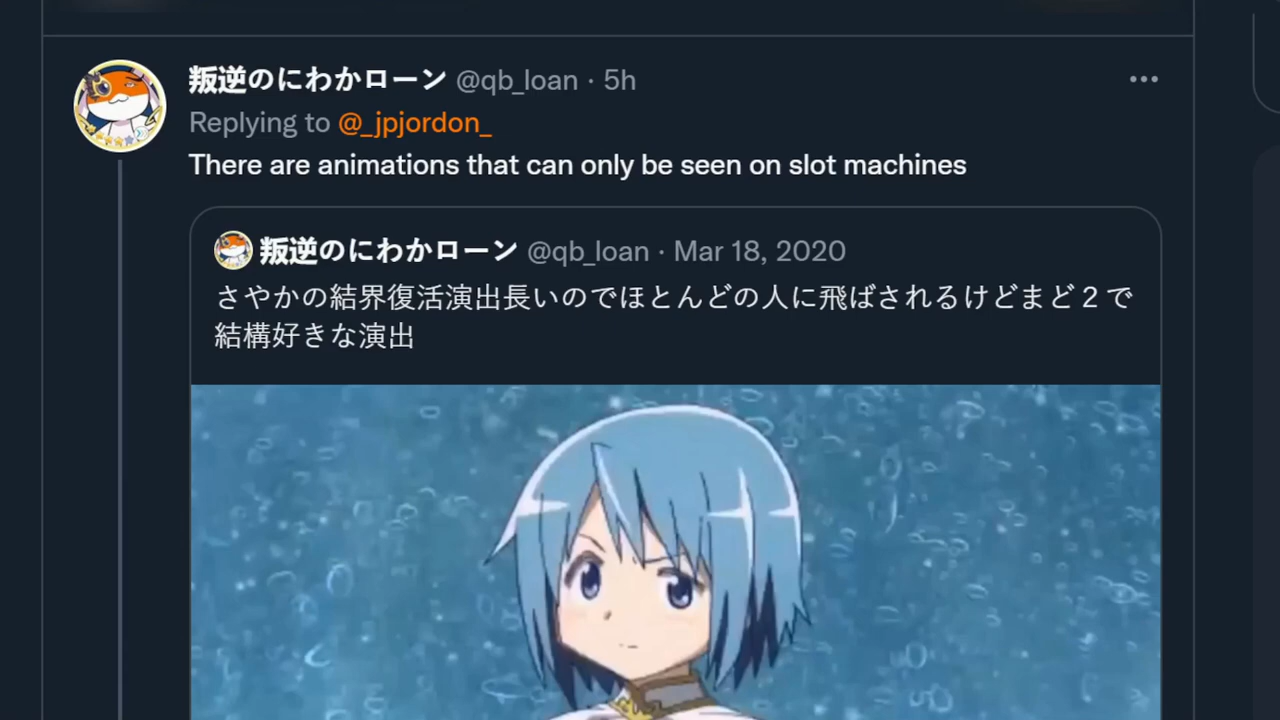 叛逆のにわかローン @qb_loan · 5h
Replying to @_jpjordon_
There are animations that can only be seen on slot machines
叛逆のにわかローン @qb_loan · Mar 18, 2020
さやかの結界復活演出長いのでほとんどの人に飛ばされるけどまど２で
結構好きな演出